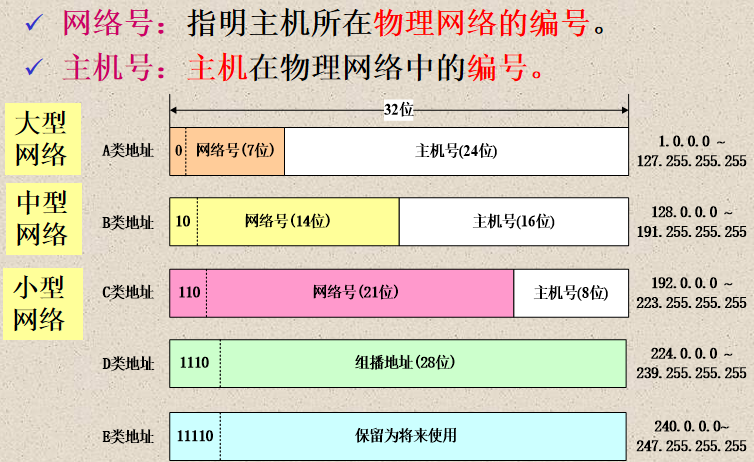 ✓ 网络号：指明主机所在物理网络的编号。
✓ 主机号：主机在物理网络中的编号。
32位
大型
网络
A类地址 0 网络号(7位) 主机号(24位) 1.0.0.0 ~
127.255.255.255
中型
网络
B类地址 10 网络号(14位) 主机号(16位) 128.0.0.0 ~
191.255.255.255
小型
网络
C类地址 110 网络号(21位) 主机号(8位) 192.0.0.0 ~
223.255.255.255
D类地址 1110 组播地址(28位) 224.0.0.0 ~
239.255.255.255
E类地址 11110 保留为将来使用 240.0.0.0~
247.255.255.255